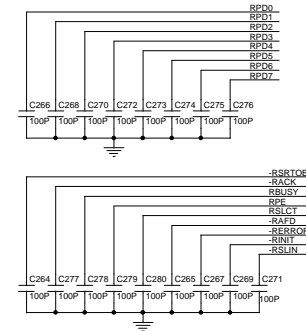 RPD0
RPD1
RPD2
RPD3
RPD4
RPD5
RPD6
RPD7
C266 C268 C270 C272 C273 C274 C275 C276
100P 100P 100P 100P 100P 100P 100P 100P
-RSRTOB
-RACK
RBUSY
RPE
RSLCT
-RAFD
-RERROR
-RINIT
-RSLIN
C264 C277 C278 C279 C280 C265 C267 C269 C271
100P 100P 100P 100P 100P 100P 100P 100P 100P